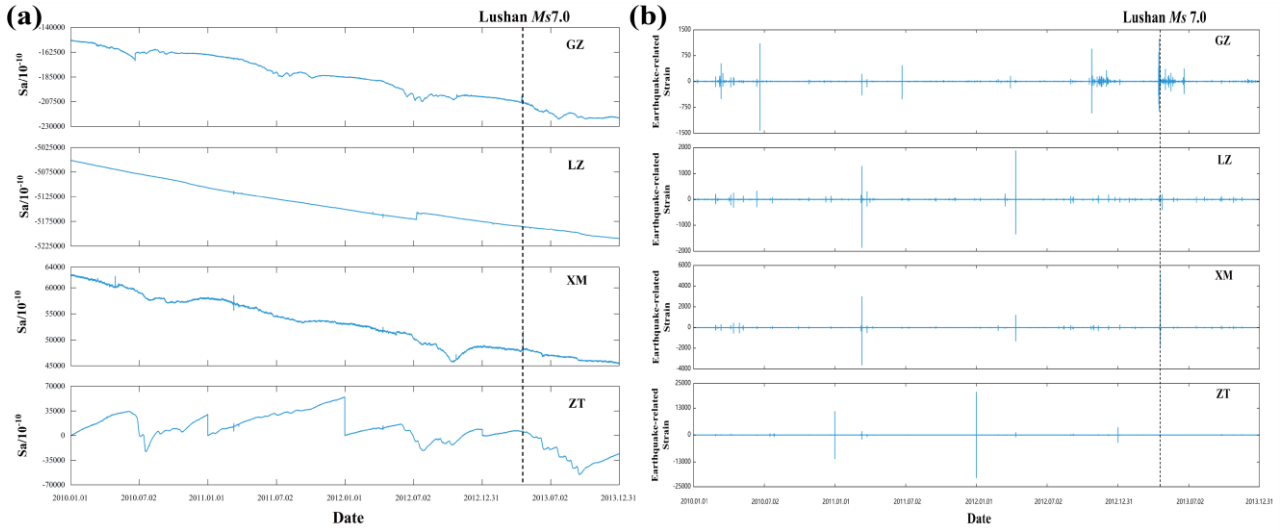 (a)
Lushan Ms7.0
-140000
GZ
-162500
-185000
-207500
-230000
Sa/10⁻¹⁰
-5025000
LZ
-5075000
-5125000
-5175000
-5225000
Sa/10⁻¹⁰
64000
XM
60000
55000
50000
45000
Sa/10⁻¹⁰
70000
ZT
35000
0
-35000
-70000
Sa/10⁻¹⁰
2010.01.01 2010.07.02 2011.01.01 2011.07.02 2012.01.01 2012.07.02 2012.12.31 2013.07.02 2013.12.31
Date
(b)
Lushan Ms 7.0
1500
GZ
750
0
-750
-1500
Earthquake-related
Strain
2000
LZ
1000
0
-1000
-2000
Earthquake-related
Strain
6000
XM
4000
2000
0
-2000
-4000
Earthquake-related
Strain
25000
ZT
13000
0
-12000
-25000
Earthquake-related
Strain
2010.01.01 2010.07.02 2011.01.01 2011.07.02 2012.01.01 2012.07.02 2012.12.31 2013.07.02 2013.12.31
Date